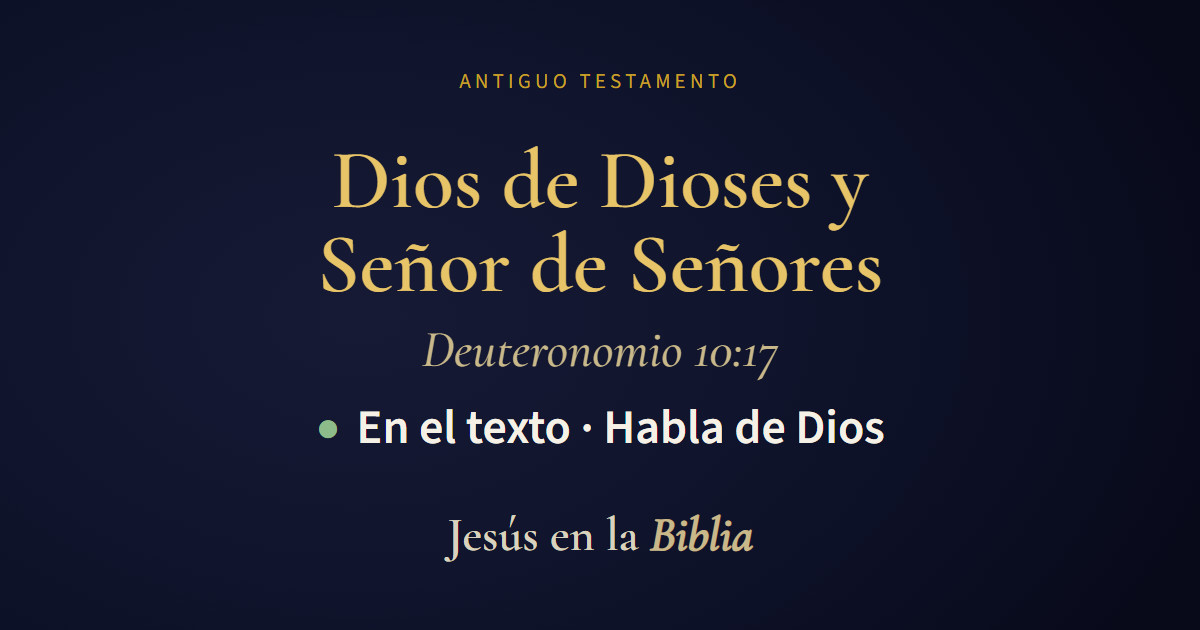 ANTIGUO TESTAMENTO
Dios de Dioses y
Señor de Señores
Deuteronomio 10:17
En el texto · Habla de Dios
Jesús en la Biblia